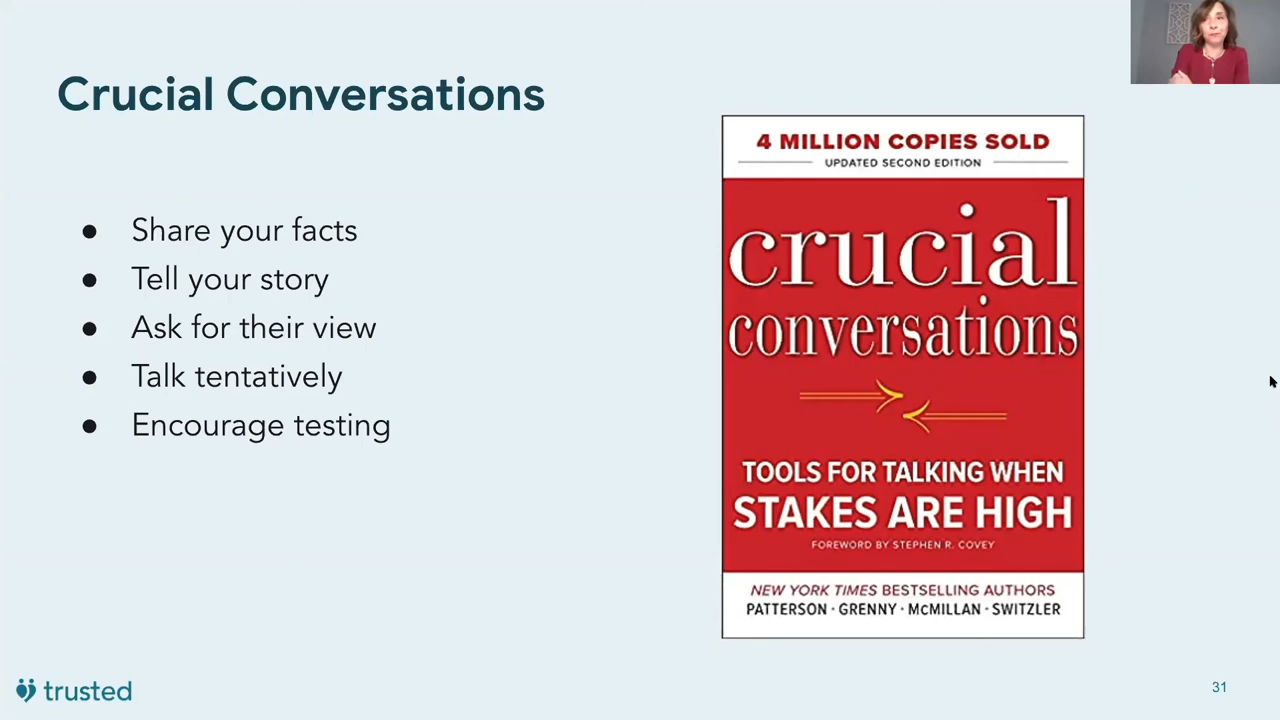 Crucial Conversations
● Share your facts
● Tell your story
● Ask for their view
● Talk tentatively
● Encourage testing
4 MILLION COPIES SOLD
UPDATED SECOND EDITION
crucial
conversations
TOOLS FOR TALKING WHEN
STAKES ARE HIGH
FOREWORD BY STEPHEN R. COVEY
NEW YORK TIMES BESTSELLING AUTHORS
PATTERSON · GRENNY · McMILLAN · SWITZLER
trusted
31